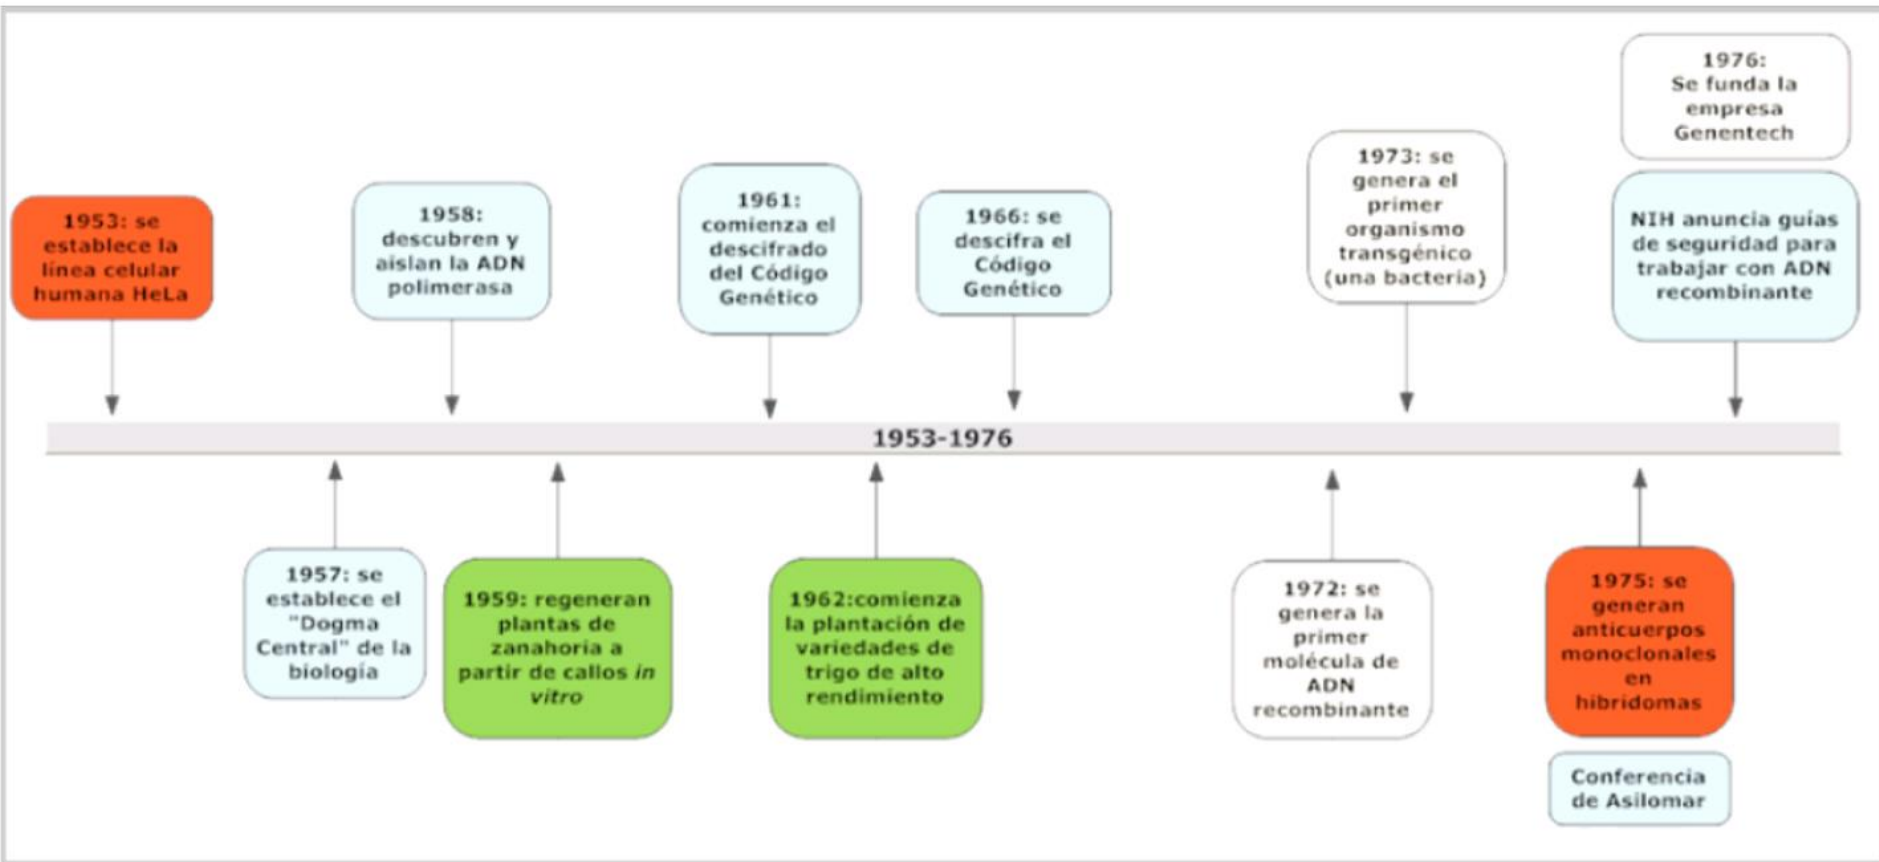 1953: se
establece la
línea celular
humana HeLa
1958:
descubren y
aislan la ADN
polimerasa
1961:
comienza el
descifrado
del Código
Genético
1966: se
descifra el
Código
Genético
1973: se
genera el
primer
organismo
transgénico
(una bacteria)
1976:
Se funda la
empresa
Genentech
NIH anuncia guías
de seguridad para
trabajar con ADN
recombinante
1953-1976
1957: se
establece el
"Dogma
Central" de la
biología
1959: regeneran
plantas de
zanahoria a
partir de callos in
vitro
1962:comienza
la plantación de
variedades de
trigo de alto
rendimiento
1972: se
genera la
primer
molécula de
ADN
recombinante
1975: se
generan
anticuerpos
monoclonales
en
hibridomas
Conferencia
de Asilomar